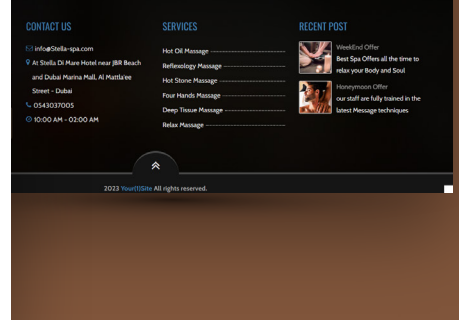 CONTACT US
info@Stella-spa.com
At Stella Di Mare Hotel near JBR Beach
and Dubai Marina Mall, Al Mattla'ee
Street - Dubai
0543037005
10:00 AM - 02:00 AM
SERVICES
Hot Oil Massage
Reflexology Massage
Hot Stone Massage
Four Hands Massage
Deep Tissue Massage
Relax Massage
RECENT POST
WeekEnd Offer
Best Spa Offers all the time to
relax your Body and Soul
Honeymoon Offer
our staff are fully trained in the
latest Message techniques
2023 Your(1)Site All rights reserved.